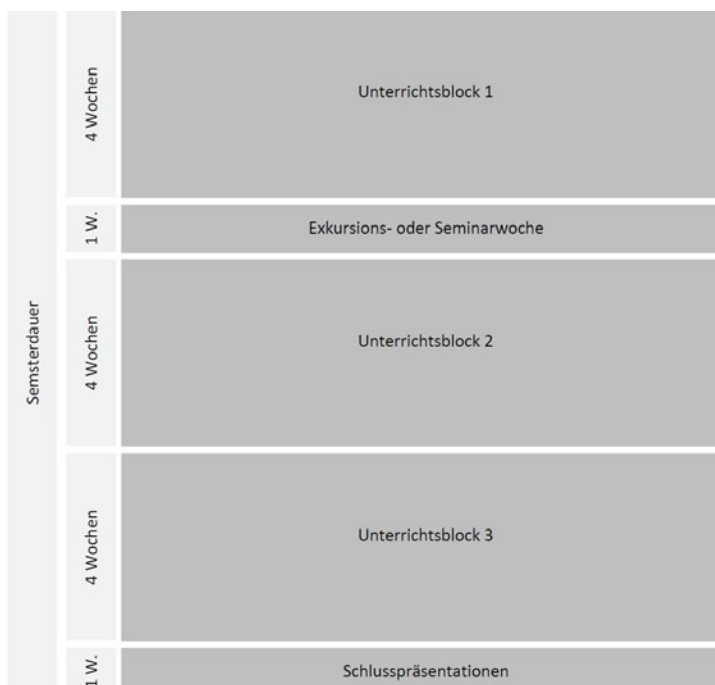 Semsterdauer
4 Wochen
Unterrichtsblock 1
1 W.
Exkursions- oder Seminarwoche
4 Wochen
Unterrichtsblock 2
4 Wochen
Unterrichtsblock 3
1 W.
Schlusspräsentationen